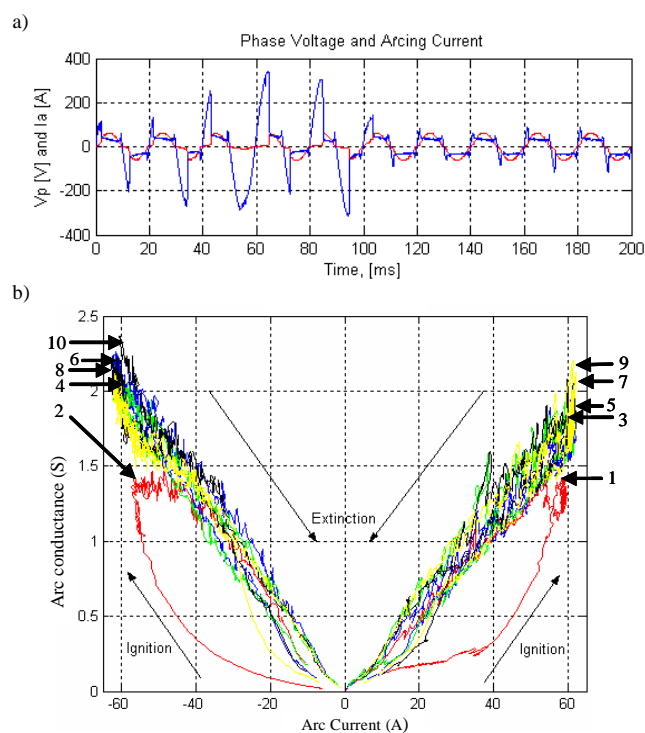 a)
Phase Voltage and Arcing Current
Vp [V] and Ia [A]
400
200
0
-200
-400
0 20 40 60 80 100 120 140 160 180 200
Time, [ms]
b)
Arc conductance (S)
2.5
2
1.5
1
0.5
0
10
6
8
4
2
9
7
5
3
1
Extinction
Ignition
Ignition
-60 -40 -20 0 20 40 60
Arc Current (A)